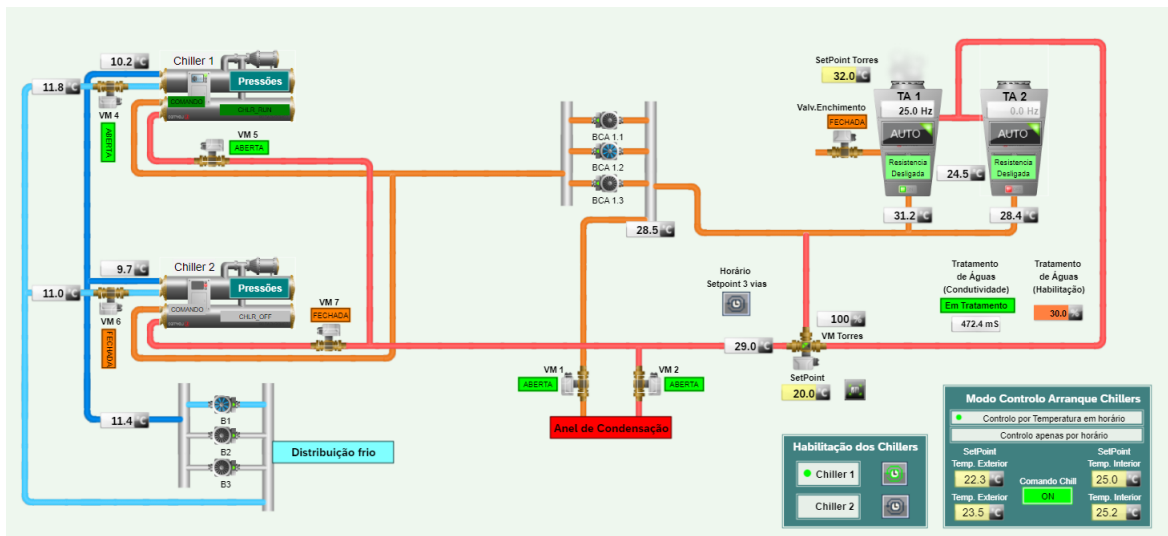 10.2 °C
Chiller 1
11.8 °C
Pressões
COMANDO
CHLR_RUN
VM 4
ABERTA
VM 5
ABERTA
BCA 1.1
BCA 1.2
BCA 1.3
28.5 °C
SetPoint Torres
32.0 °C
Valv.Enchimento
FECHADA
TA 1
25.0 Hz
AUTO
Resistencia
Desligada
31.2 °C
24.5 °C
TA 2
0.0 Hz
AUTO
Resistencia
Desligada
28.4 °C
9.7 °C
Chiller 2
11.0 °C
Pressões
COMANDO
CHLR_OFF
VM 6
FECHADA
VM 7
FECHADA
Horário
Setpoint 3 vias
Tratamento
de Águas
(Condutividade)
Em Tratamento
472.4 mS
Tratamento
de Águas
(Habilitação)
30.0
100 %
VM Torres
29.0 °C
SetPoint
20.0 °C
VM 1
ABERTA
VM 2
ABERTA
Anel de Condensação
11.4 °C
B1
B2
B3
Distribuição frio
Habilitação dos Chillers
Chiller 1
Chiller 2
Modo Controlo Arranque Chillers
Controlo por Temperatura em horário
Controlo apenas por horário
SetPoint
Temp. Exterior
22.3 °C
Temp. Exterior
23.5 °C
Comando Chill
ON
SetPoint
Temp. Interior
25.0 °C
Temp. Interior
25.2 °C